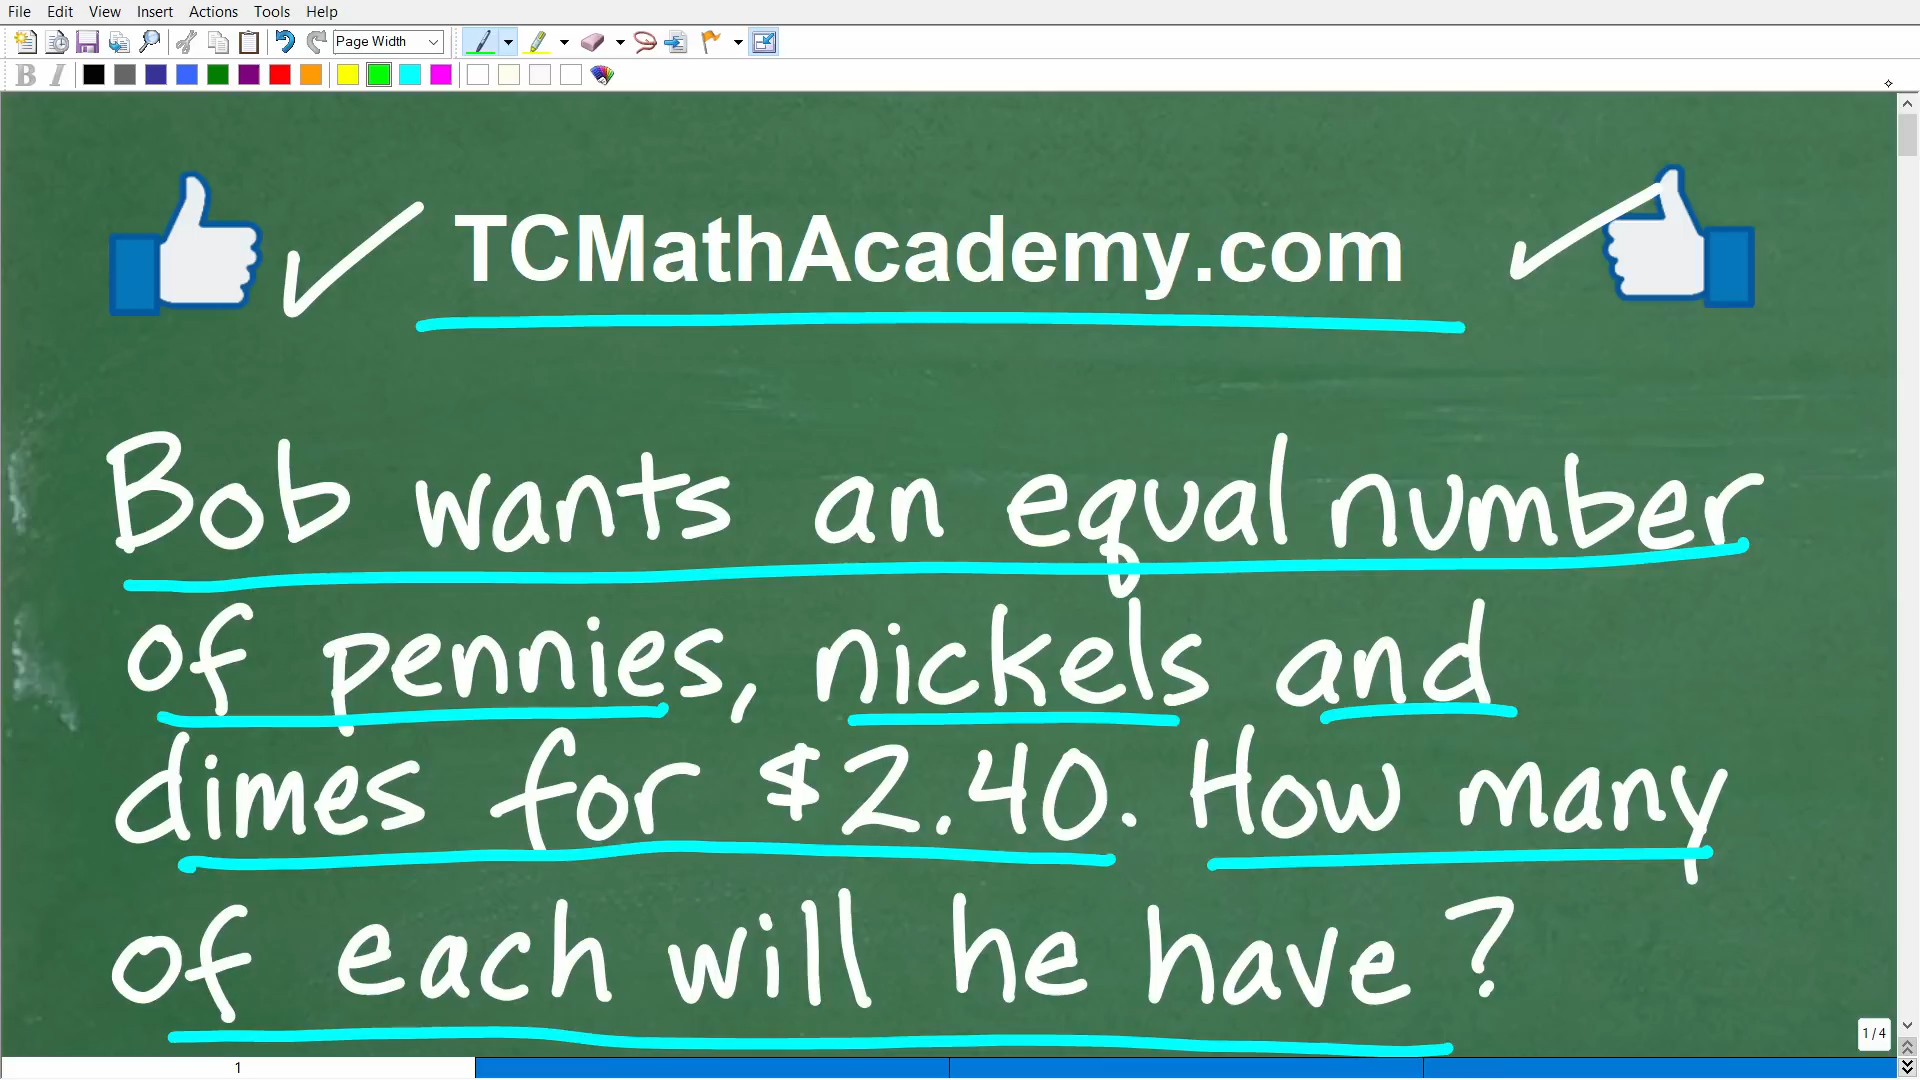 File Edit View Insert Actions Tools Help
Page Width
B I
TCMathAcademy.com
Bob wants an equal number
of pennies, nickels and
dimes for $2.40. How many
of each will he have?
1 / 4
1